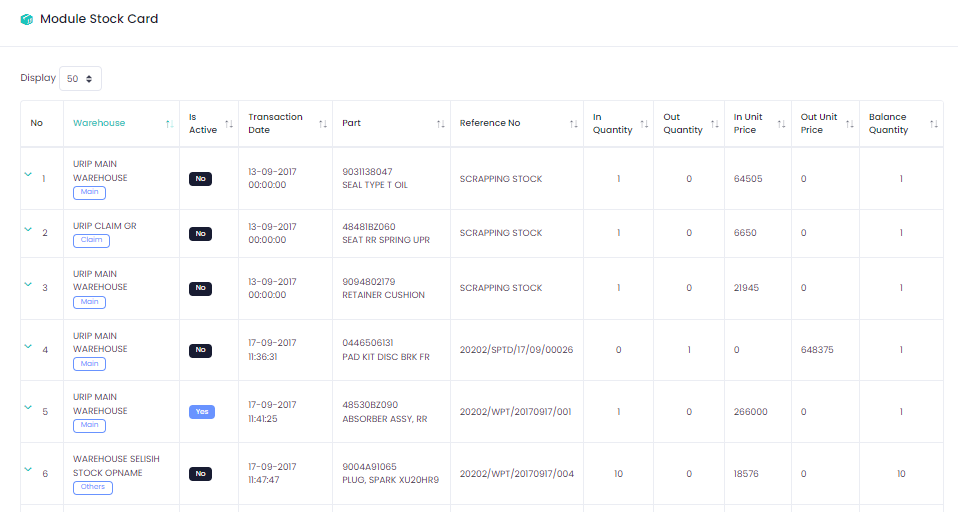 Module Stock Card
Display 50
No Warehouse Is Active Transaction Date Part Reference No In Quantity Out Quantity In Unit Price Out Unit Price Balance Quantity
1 URIP MAIN WAREHOUSE Main No 13-09-2017 00:00:00 9031138047 SEAL TYPE T OIL SCRAPPING STOCK 1 0 64505 0 1
2 URIP CLAIM GR Claim No 13-09-2017 00:00:00 48481BZ060 SEAT RR SPRING UPR SCRAPPING STOCK 1 0 6650 0 1
3 URIP MAIN WAREHOUSE Main No 13-09-2017 00:00:00 9094802179 RETAINER CUSHION SCRAPPING STOCK 1 0 21945 0 1
4 URIP MAIN WAREHOUSE Main No 17-09-2017 11:36:31 0446506131 PAD KIT DISC BRK FR 20202/SPTD/17/09/00026 0 1 0 648375 1
5 URIP MAIN WAREHOUSE Main Yes 17-09-2017 11:41:25 48530BZ090 ABSORBER ASSY, RR 20202/WPT/20170917/001 1 0 266000 0 1
6 WAREHOUSE SELISIH STOCK OPNAME Others No 17-09-2017 11:47:47 9004A91065 PLUG, SPARK XU20HR9 20202/WPT/20170917/004 10 0 18576 0 10